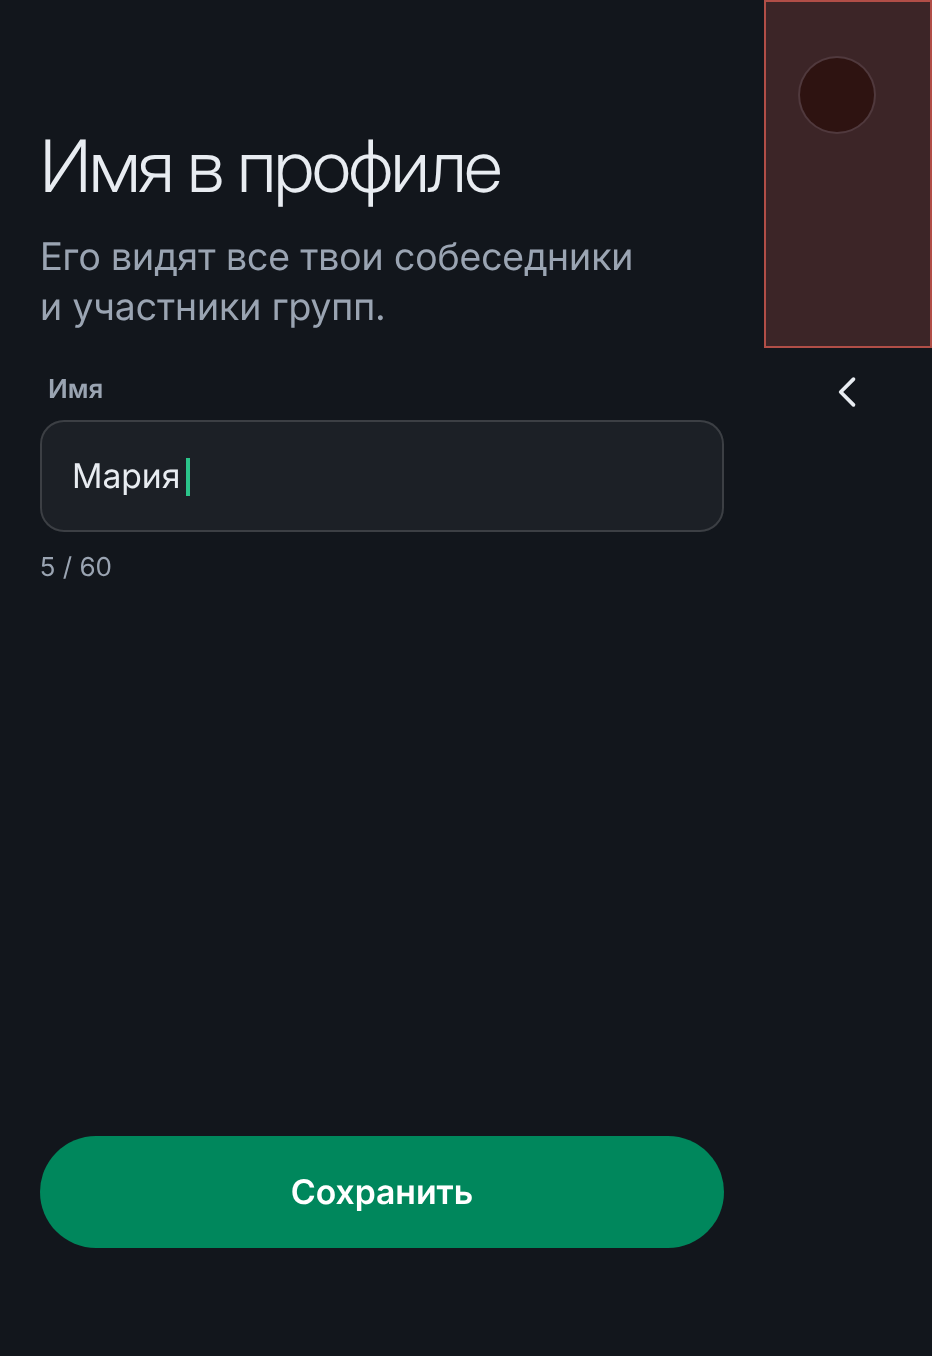 Имя в профиле
Его видят все твои собеседники
и участники групп.
Имя
Мария
5 / 60
Сохранить